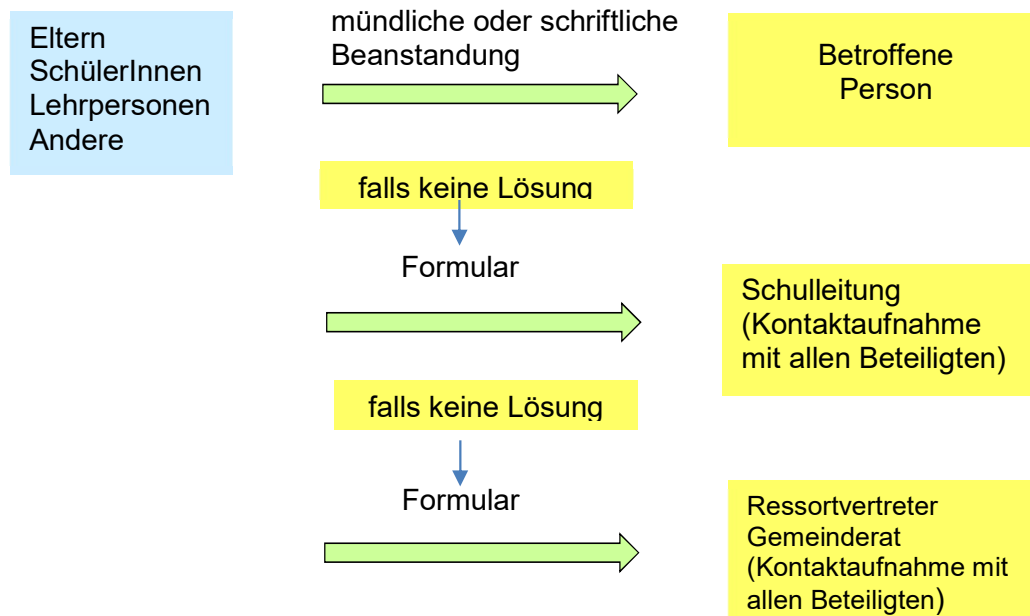 Eltern
SchülerInnen
Lehrpersonen
Andere
mündliche oder schriftliche
Beanstandung
Betroffene
Person
falls keine Lösung
Formular
Schulleitung
(Kontaktaufnahme
mit allen Beteiligten)
falls keine Lösung
Formular
Ressortvertreter
Gemeinderat
(Kontaktaufnahme mit
allen Beteiligten)